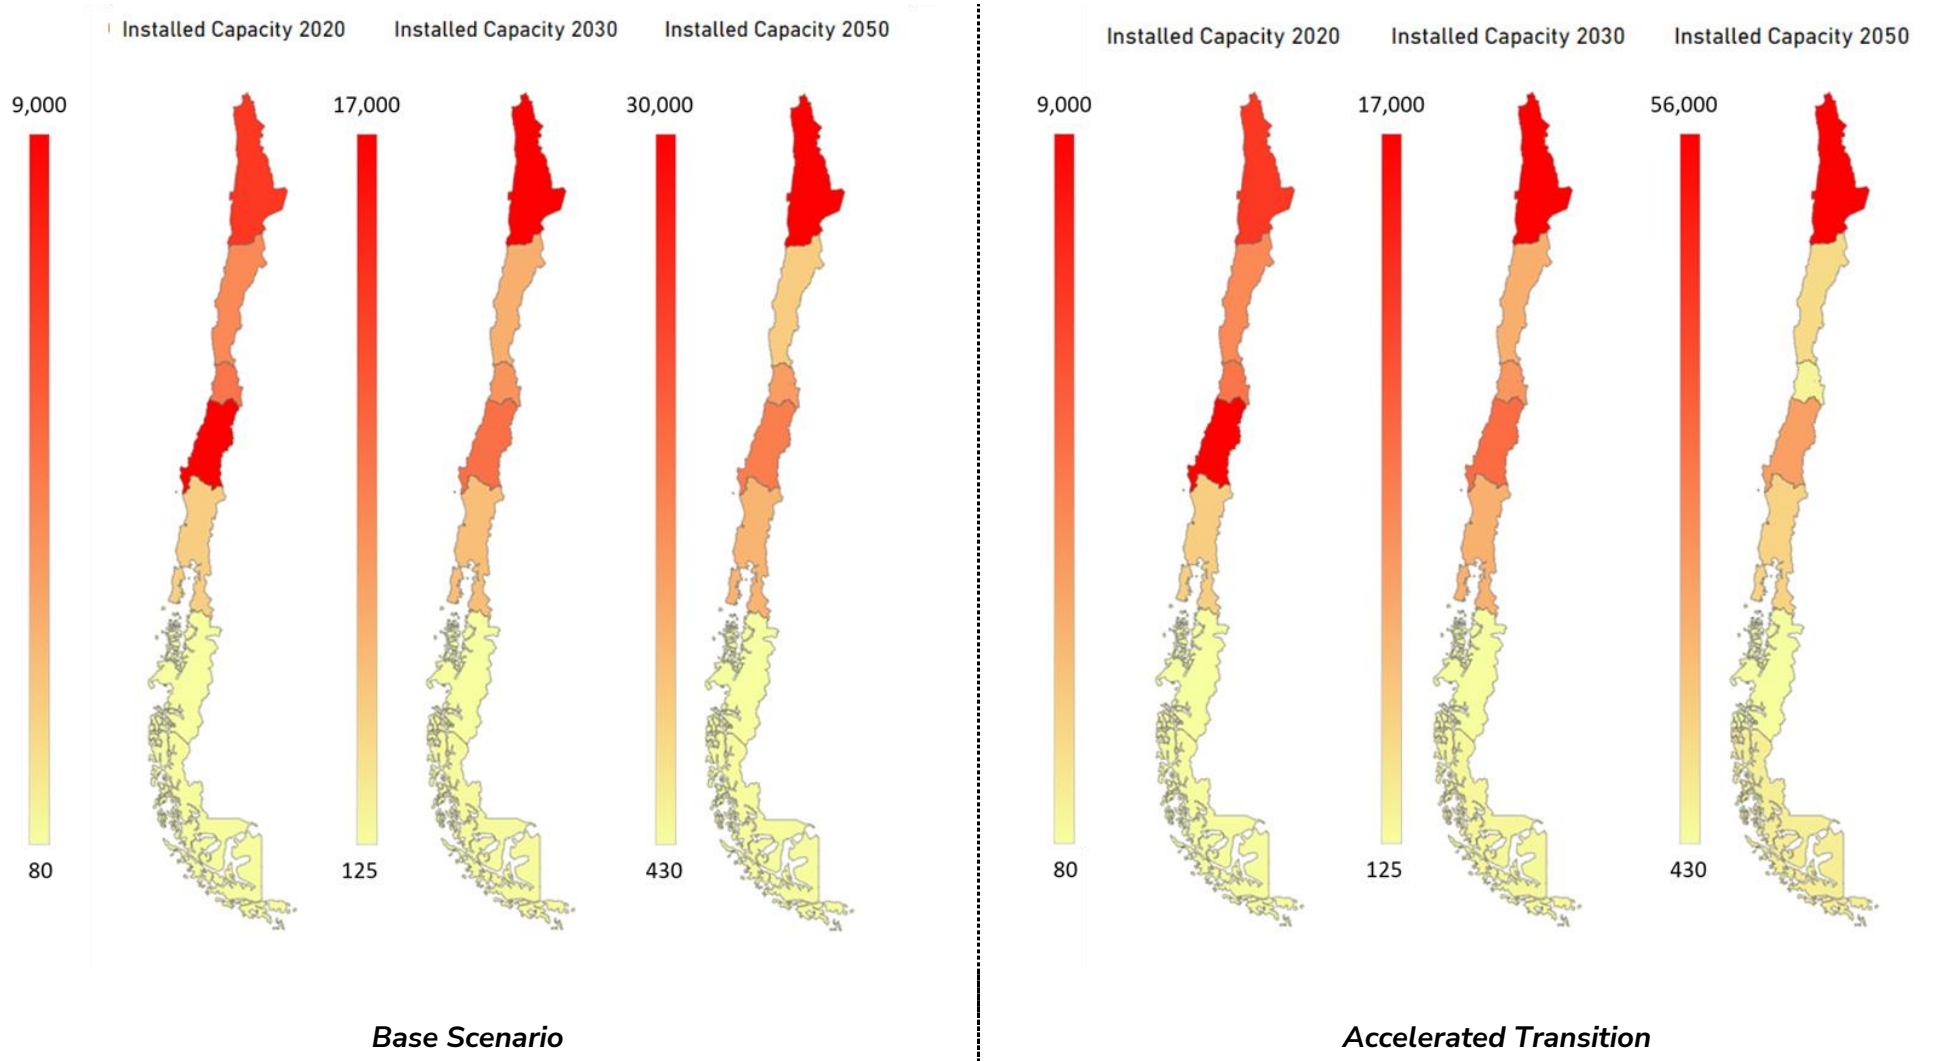 Installed Capacity 2020
Installed Capacity 2030
Installed Capacity 2050
9,000
17,000
30,000
80
125
430
Base Scenario
Installed Capacity 2020
Installed Capacity 2030
Installed Capacity 2050
9,000
17,000
56,000
80
125
430
Accelerated Transition